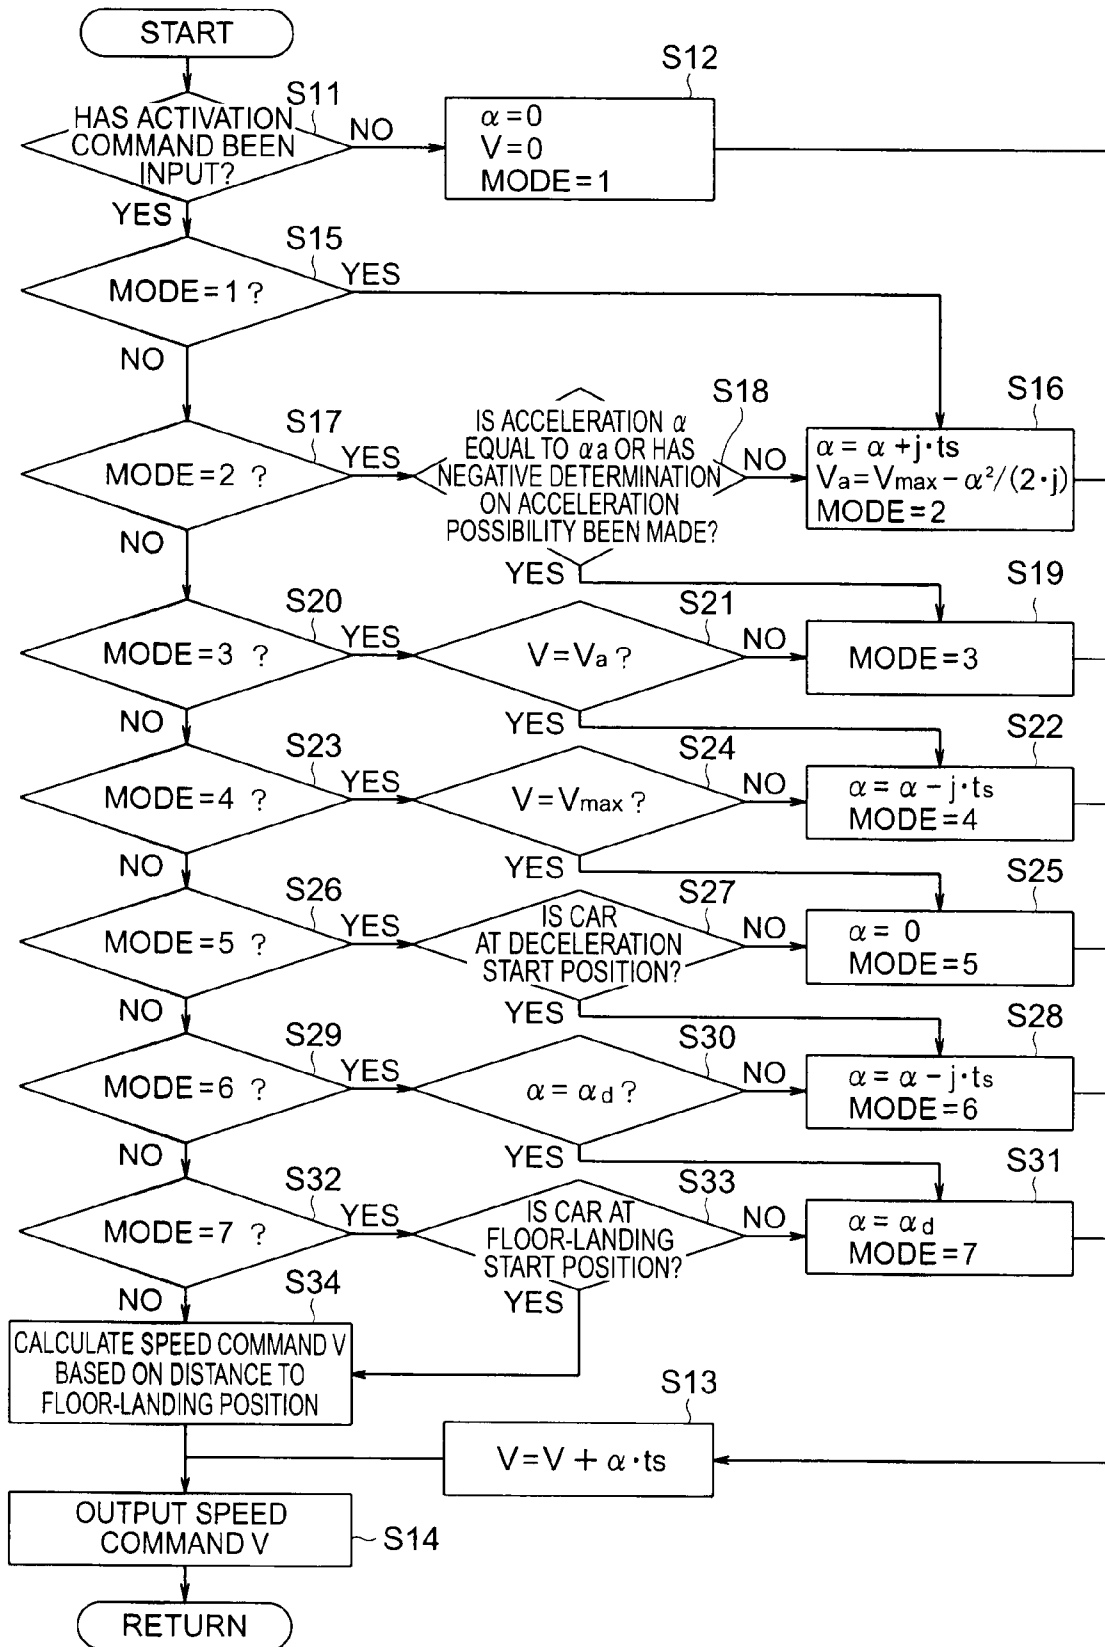 START
S11
HAS ACTIVATION
COMMAND BEEN
INPUT?
NO
S12
α=0
V=0
MODE=1
YES
S15
MODE=1 ?
YES
NO
S17
MODE=2 ?
YES
S18
IS ACCELERATION α
EQUAL TO αa OR HAS
NEGATIVE DETERMINATION
ON ACCELERATION
POSSIBILITY BEEN MADE?
NO
S16
α= α+j·ts
Va=Vmax-α²/(2·j)
MODE=2
NO
YES
S20
MODE=3 ?
YES
S21
V=Va ?
NO
S19
MODE=3
NO
YES
S23
MODE=4 ?
YES
S24
V=Vmax ?
NO
S22
α= α-j·ts
MODE=4
NO
YES
S26
MODE=5 ?
YES
S27
IS CAR
AT DECELERATION
START POSITION?
NO
S25
α= 0
MODE=5
NO
YES
S29
MODE=6 ?
YES
S30
α= αd ?
NO
S28
α= α-j·ts
MODE=6
NO
YES
S32
MODE=7 ?
YES
S33
IS CAR AT
FLOOR-LANDING
START POSITION?
NO
S31
α= αd
MODE=7
NO
YES
S34
CALCULATE SPEED COMMAND V
BASED ON DISTANCE TO
FLOOR-LANDING POSITION
S13
V=V + α·ts
OUTPUT SPEED
COMMAND V
S14
RETURN